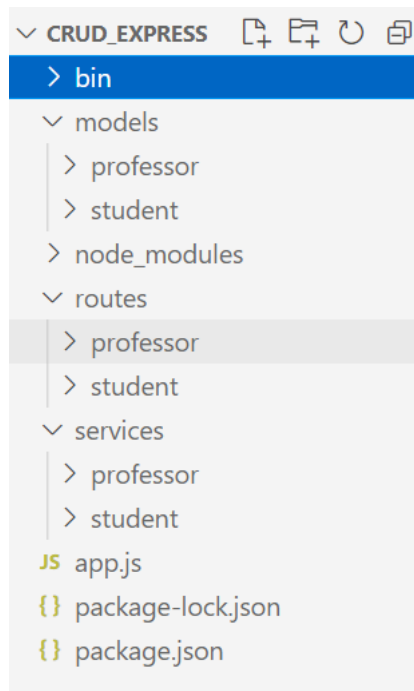 CRUD_EXPRESS
bin
models
professor
student
node_modules
routes
professor
student
services
professor
student
JS app.js
{} package-lock.json
{} package.json